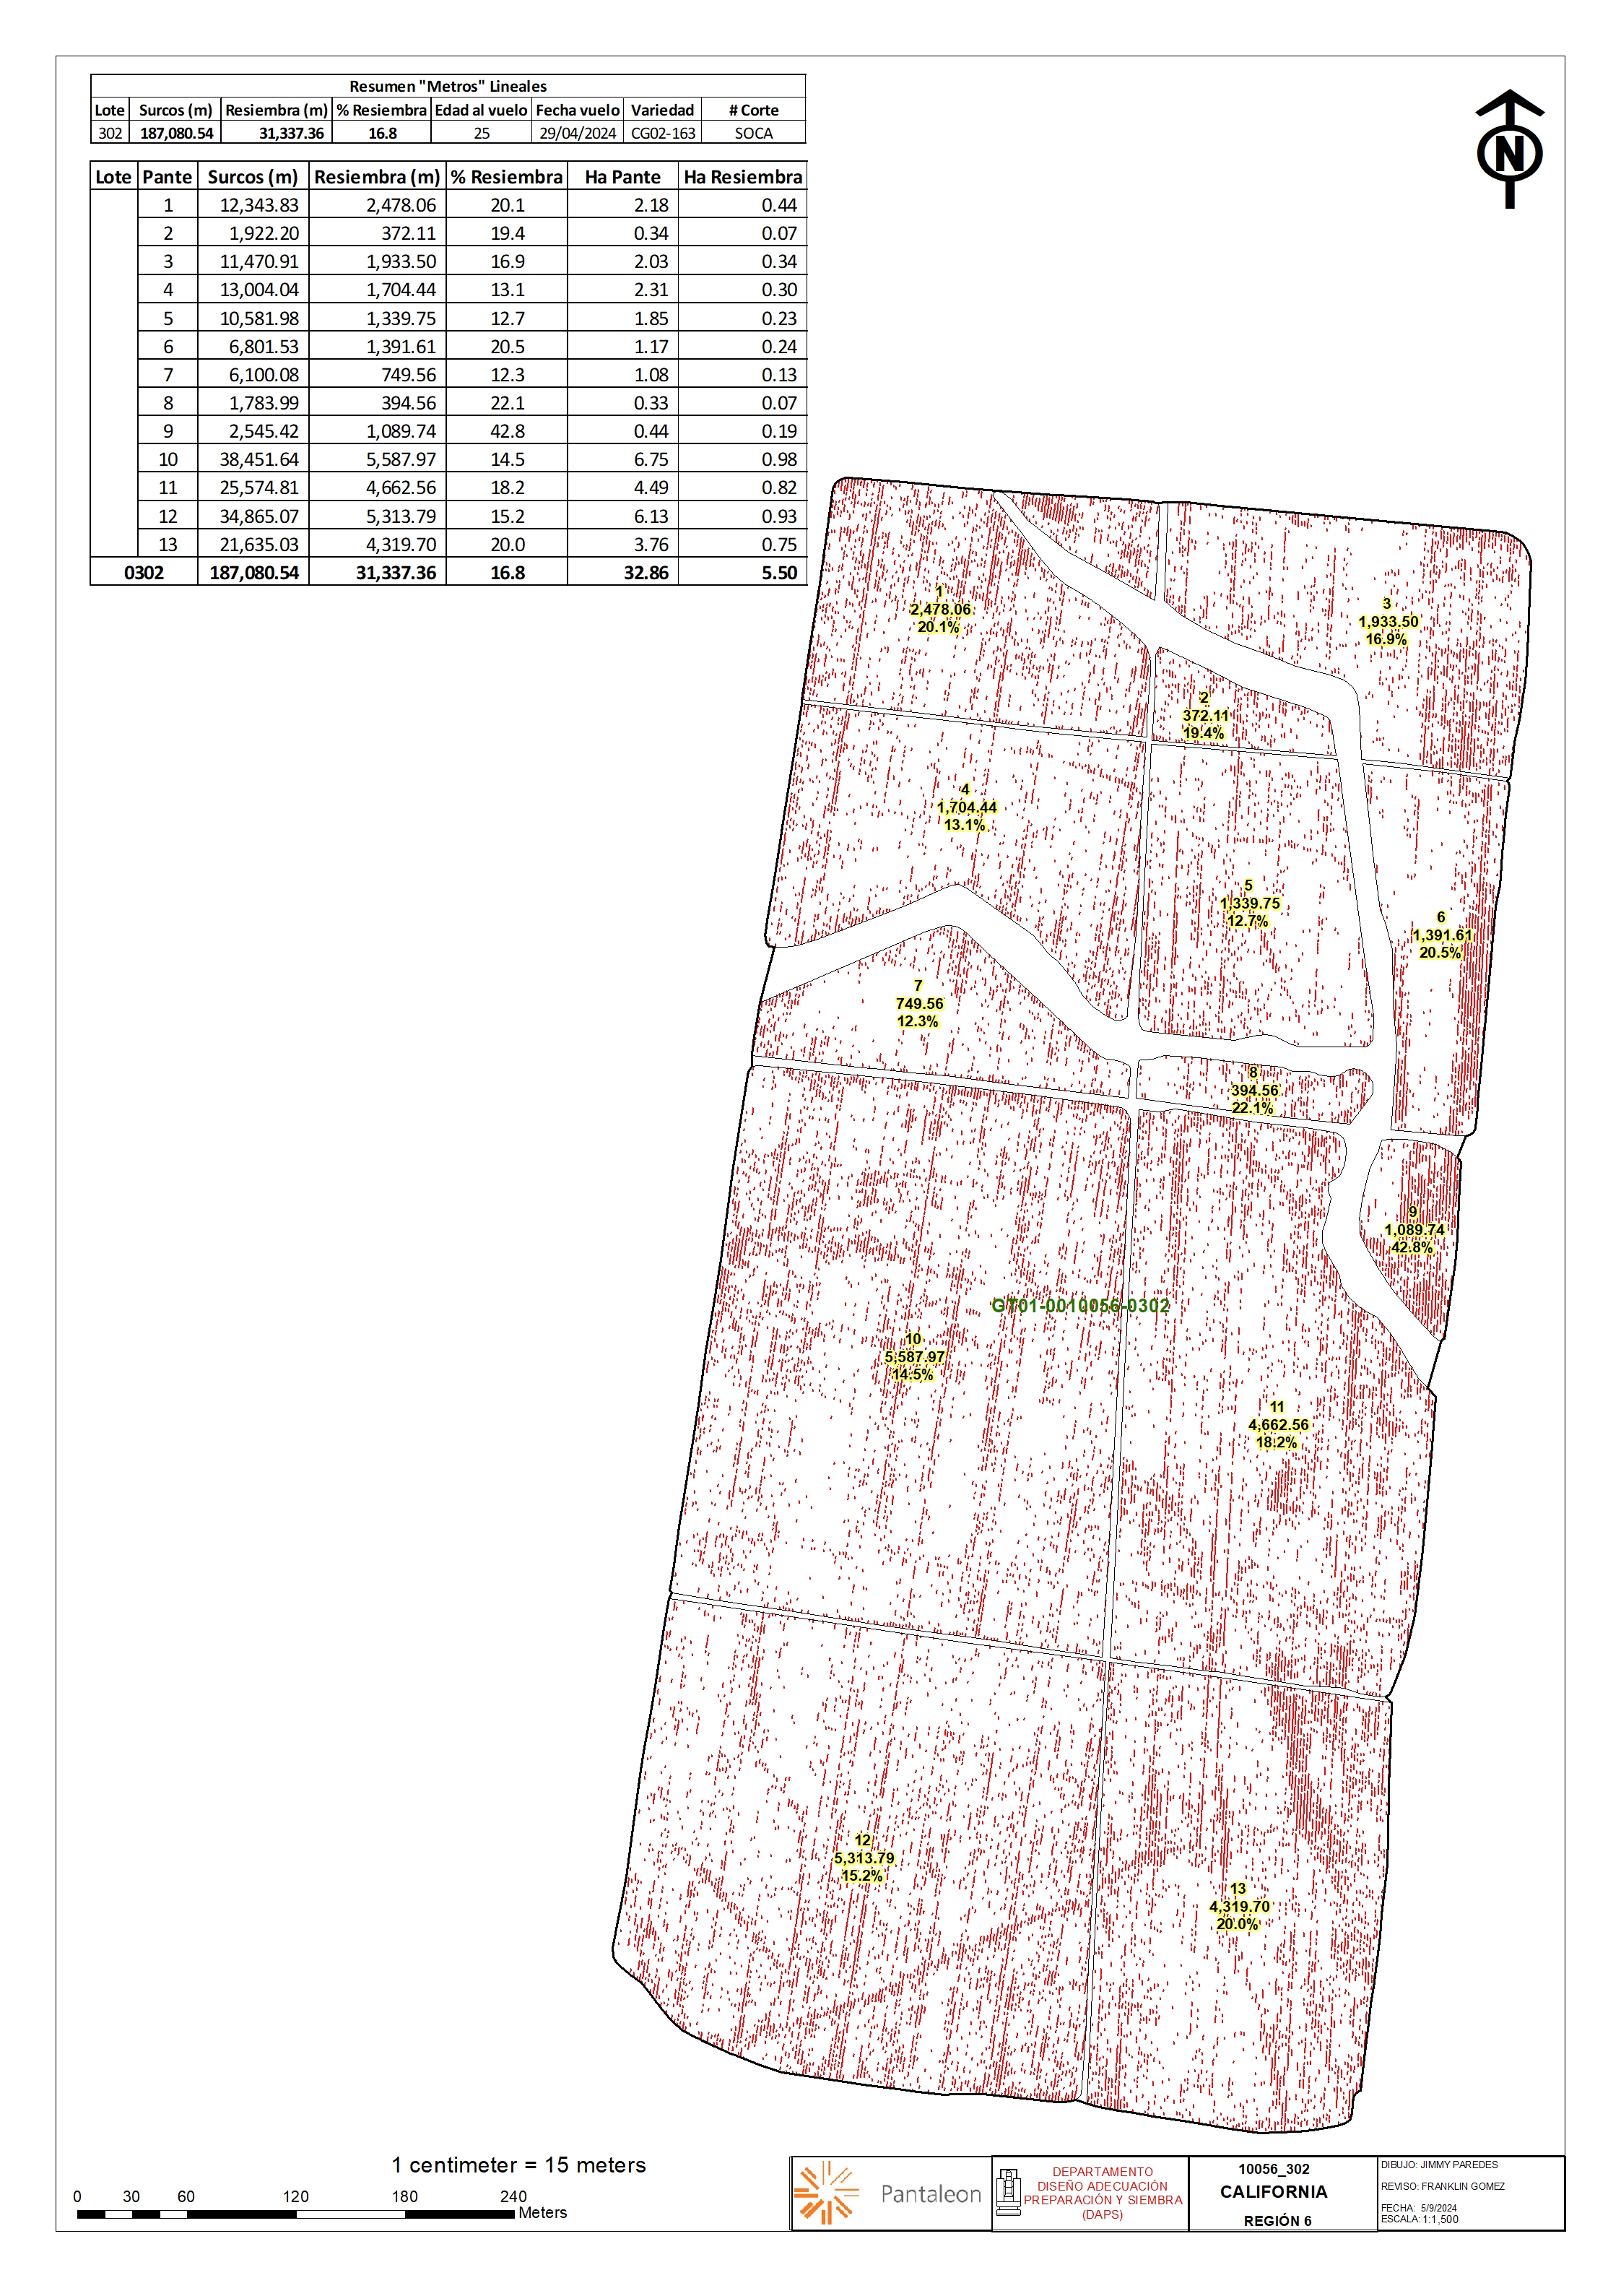 Resumen "Metros" Lineales
Lote Surcos (m) Resiembra (m) % Resiembra Edad al vuelo Fecha vuelo Variedad # Corte
302 187,080.54 31,337.36 16.8 25 29/04/2024 CG02-163 SOCA
Lote Pante Surcos (m) Resiembra (m) % Resiembra Ha Pante Ha Resiembra
1 12,343.83 2,478.06 20.1 2.18 0.44
2 1,922.20 372.11 19.4 0.34 0.07
3 11,470.91 1,933.50 16.9 2.03 0.34
4 13,004.04 1,704.44 13.1 2.31 0.30
5 10,581.98 1,339.75 12.7 1.85 0.23
6 6,801.53 1,391.61 20.5 1.17 0.24
7 6,100.08 749.56 12.3 1.08 0.13
8 1,783.99 394.56 22.1 0.33 0.07
9 2,545.42 1,089.74 42.8 0.44 0.19
10 38,451.64 5,587.97 14.5 6.75 0.98
11 25,574.81 4,662.56 18.2 4.49 0.82
12 34,865.07 5,313.79 15.2 6.13 0.93
13 21,635.03 4,319.70 20.0 3.76 0.75
0302 187,080.54 31,337.36 16.8 32.86 5.50
N
1
2,478.06
20.1%
3
1,933.50
16.9%
2
372.11
19.4%
4
1,704.44
13.1%
5
1,339.75
12.7%
6
1,391.61
20.5%
7
749.56
12.3%
8
394.56
22.1%
9
1,089.74
42.8%
GT01-0010056-0302
10
5,587.97
14.5%
11
4,662.56
18.2%
12
5,313.79
15.2%
13
4,319.70
20.0%
1 centimeter = 15 meters
0 30 60 120 180 240
Meters
Pantaleon
DEPARTAMENTO
DISEÑO ADECUACIÓN
PREPARACIÓN Y SIEMBRA
(DAPS)
10056_302
CALIFORNIA
REGIÓN 6
DIBUJO: JIMMY PAREDES
REVISO: FRANKLIN GOMEZ
FECHA: 5/9/2024
ESCALA: 1:1,500